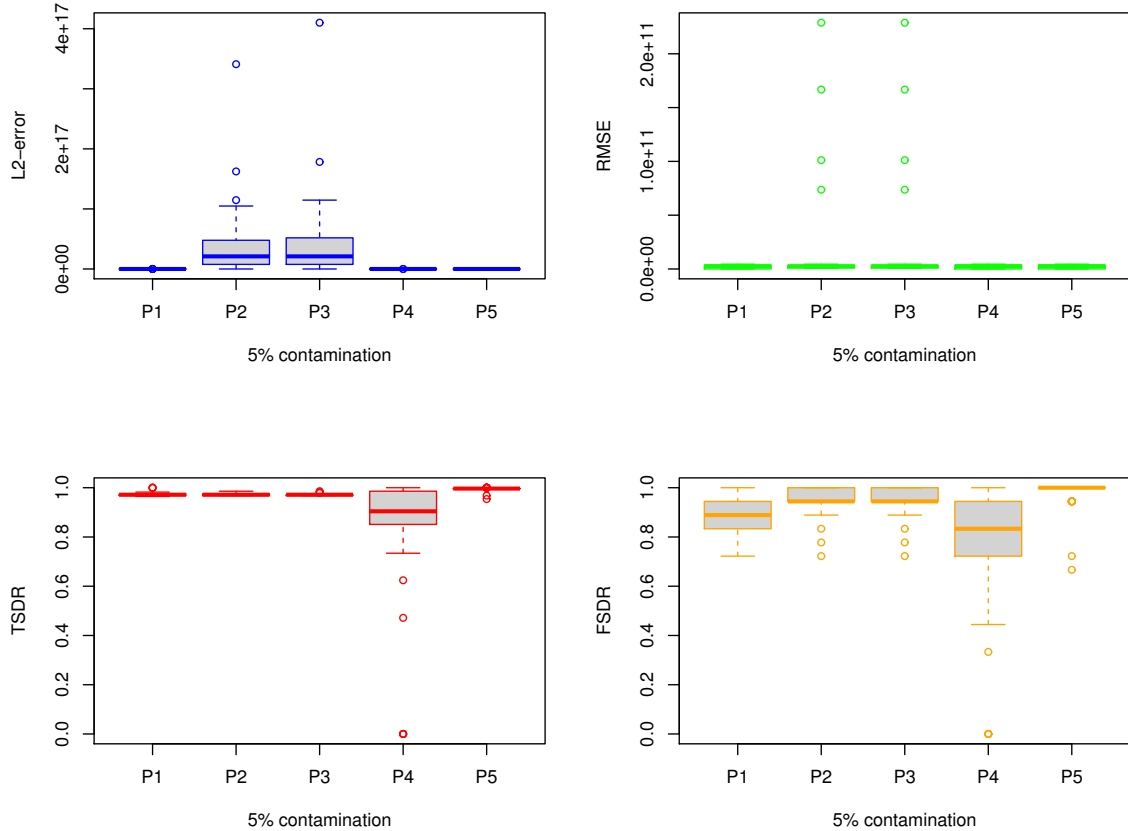 L2-error
4e+17
2e+17
0e+00
P1 P2 P3 P4 P5
5% contamination
RMSE
2.0e+11
1.0e+11
0.0e+00
P1 P2 P3 P4 P5
5% contamination
TSDR
1.0
0.8
0.6
0.4
0.2
0.0
P1 P2 P3 P4 P5
5% contamination
FSDR
1.0
0.8
0.6
0.4
0.2
0.0
P1 P2 P3 P4 P5
5% contamination